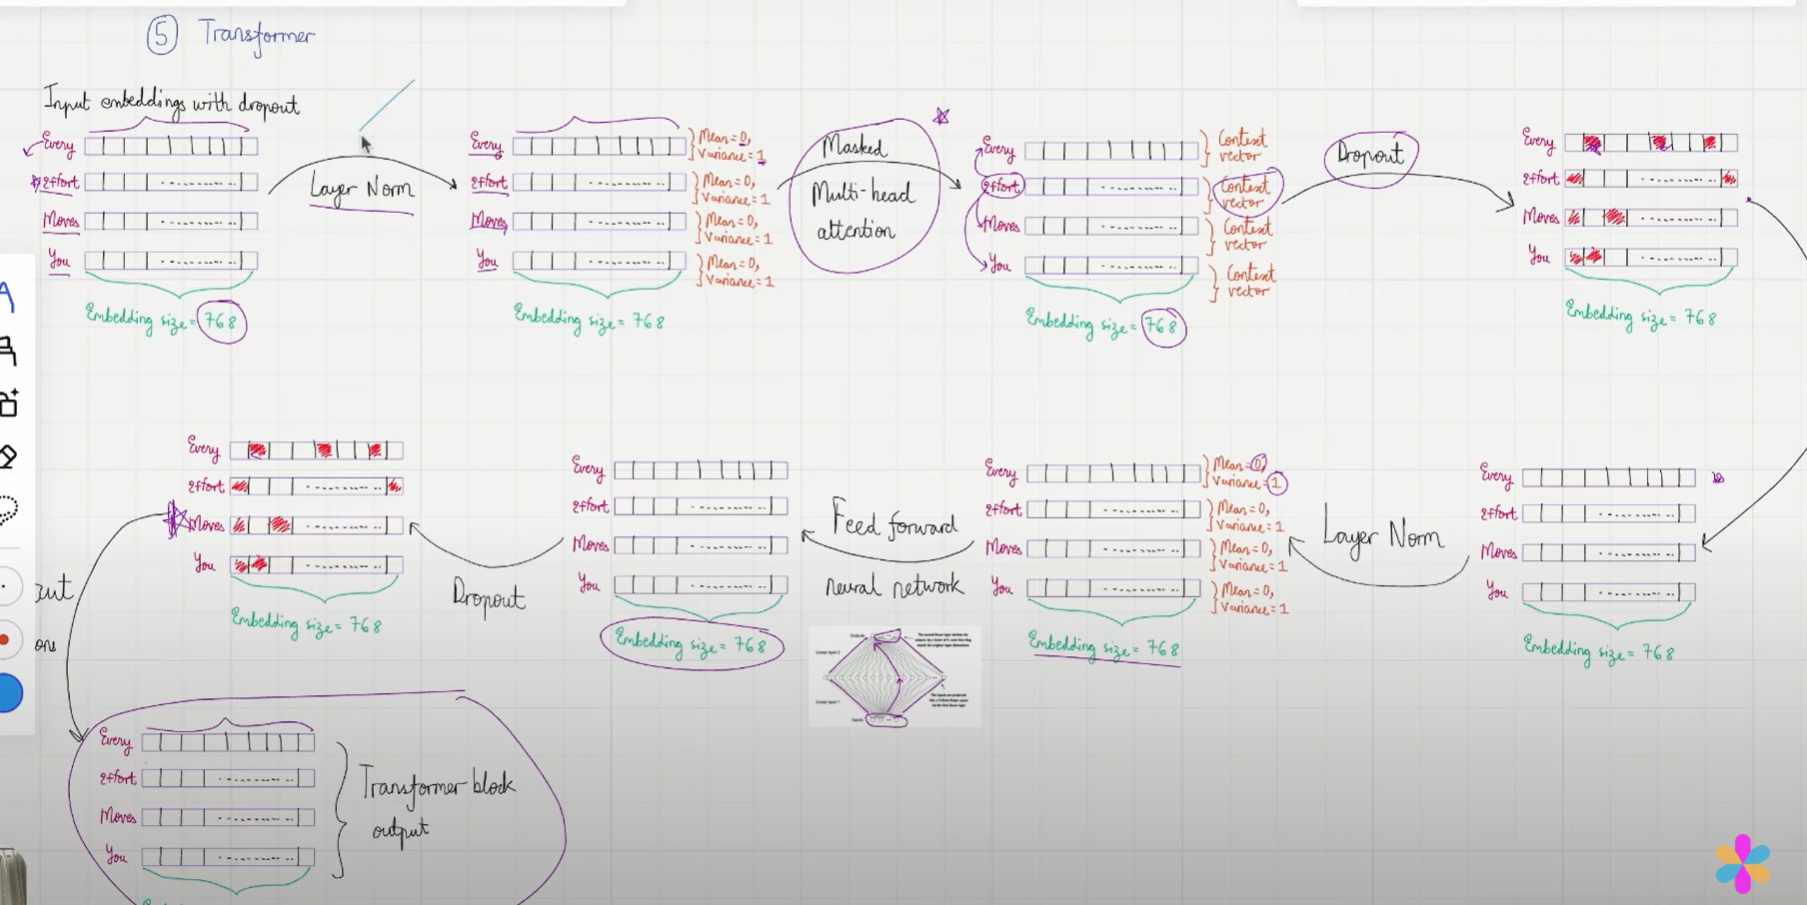 5 Transformer
Input embeddings with dropout
Every
Effort
Moves
You
Embedding size = 768
Layer Norm
Every
Effort
Moves
You
Mean = 0,
Variance = 1
Mean = 0,
Variance = 1
Mean = 0,
Variance = 1
Mean = 0,
Variance = 1
Embedding size = 768
Masked
Multi-head
attention
Every
Effort
Moves
You
Context
vector
Context
vector
Context
vector
Context
vector
Embedding size = 768
Dropout
Every
Effort
Moves
You
Embedding size = 768
Every
Effort
Moves
You
Embedding size = 768
Layer Norm
Every
Effort
Moves
You
Mean = 0,
Variance = 1
Mean = 0,
Variance = 1
Mean = 0,
Variance = 1
Mean = 0,
Variance = 1
Embedding size = 768
Feed forward
neural network
Every
Effort
Moves
You
Embedding size = 768
Dropout
Every
Effort
Moves
You
Embedding size = 768
Every
Effort
Moves
You
Transformer block
output